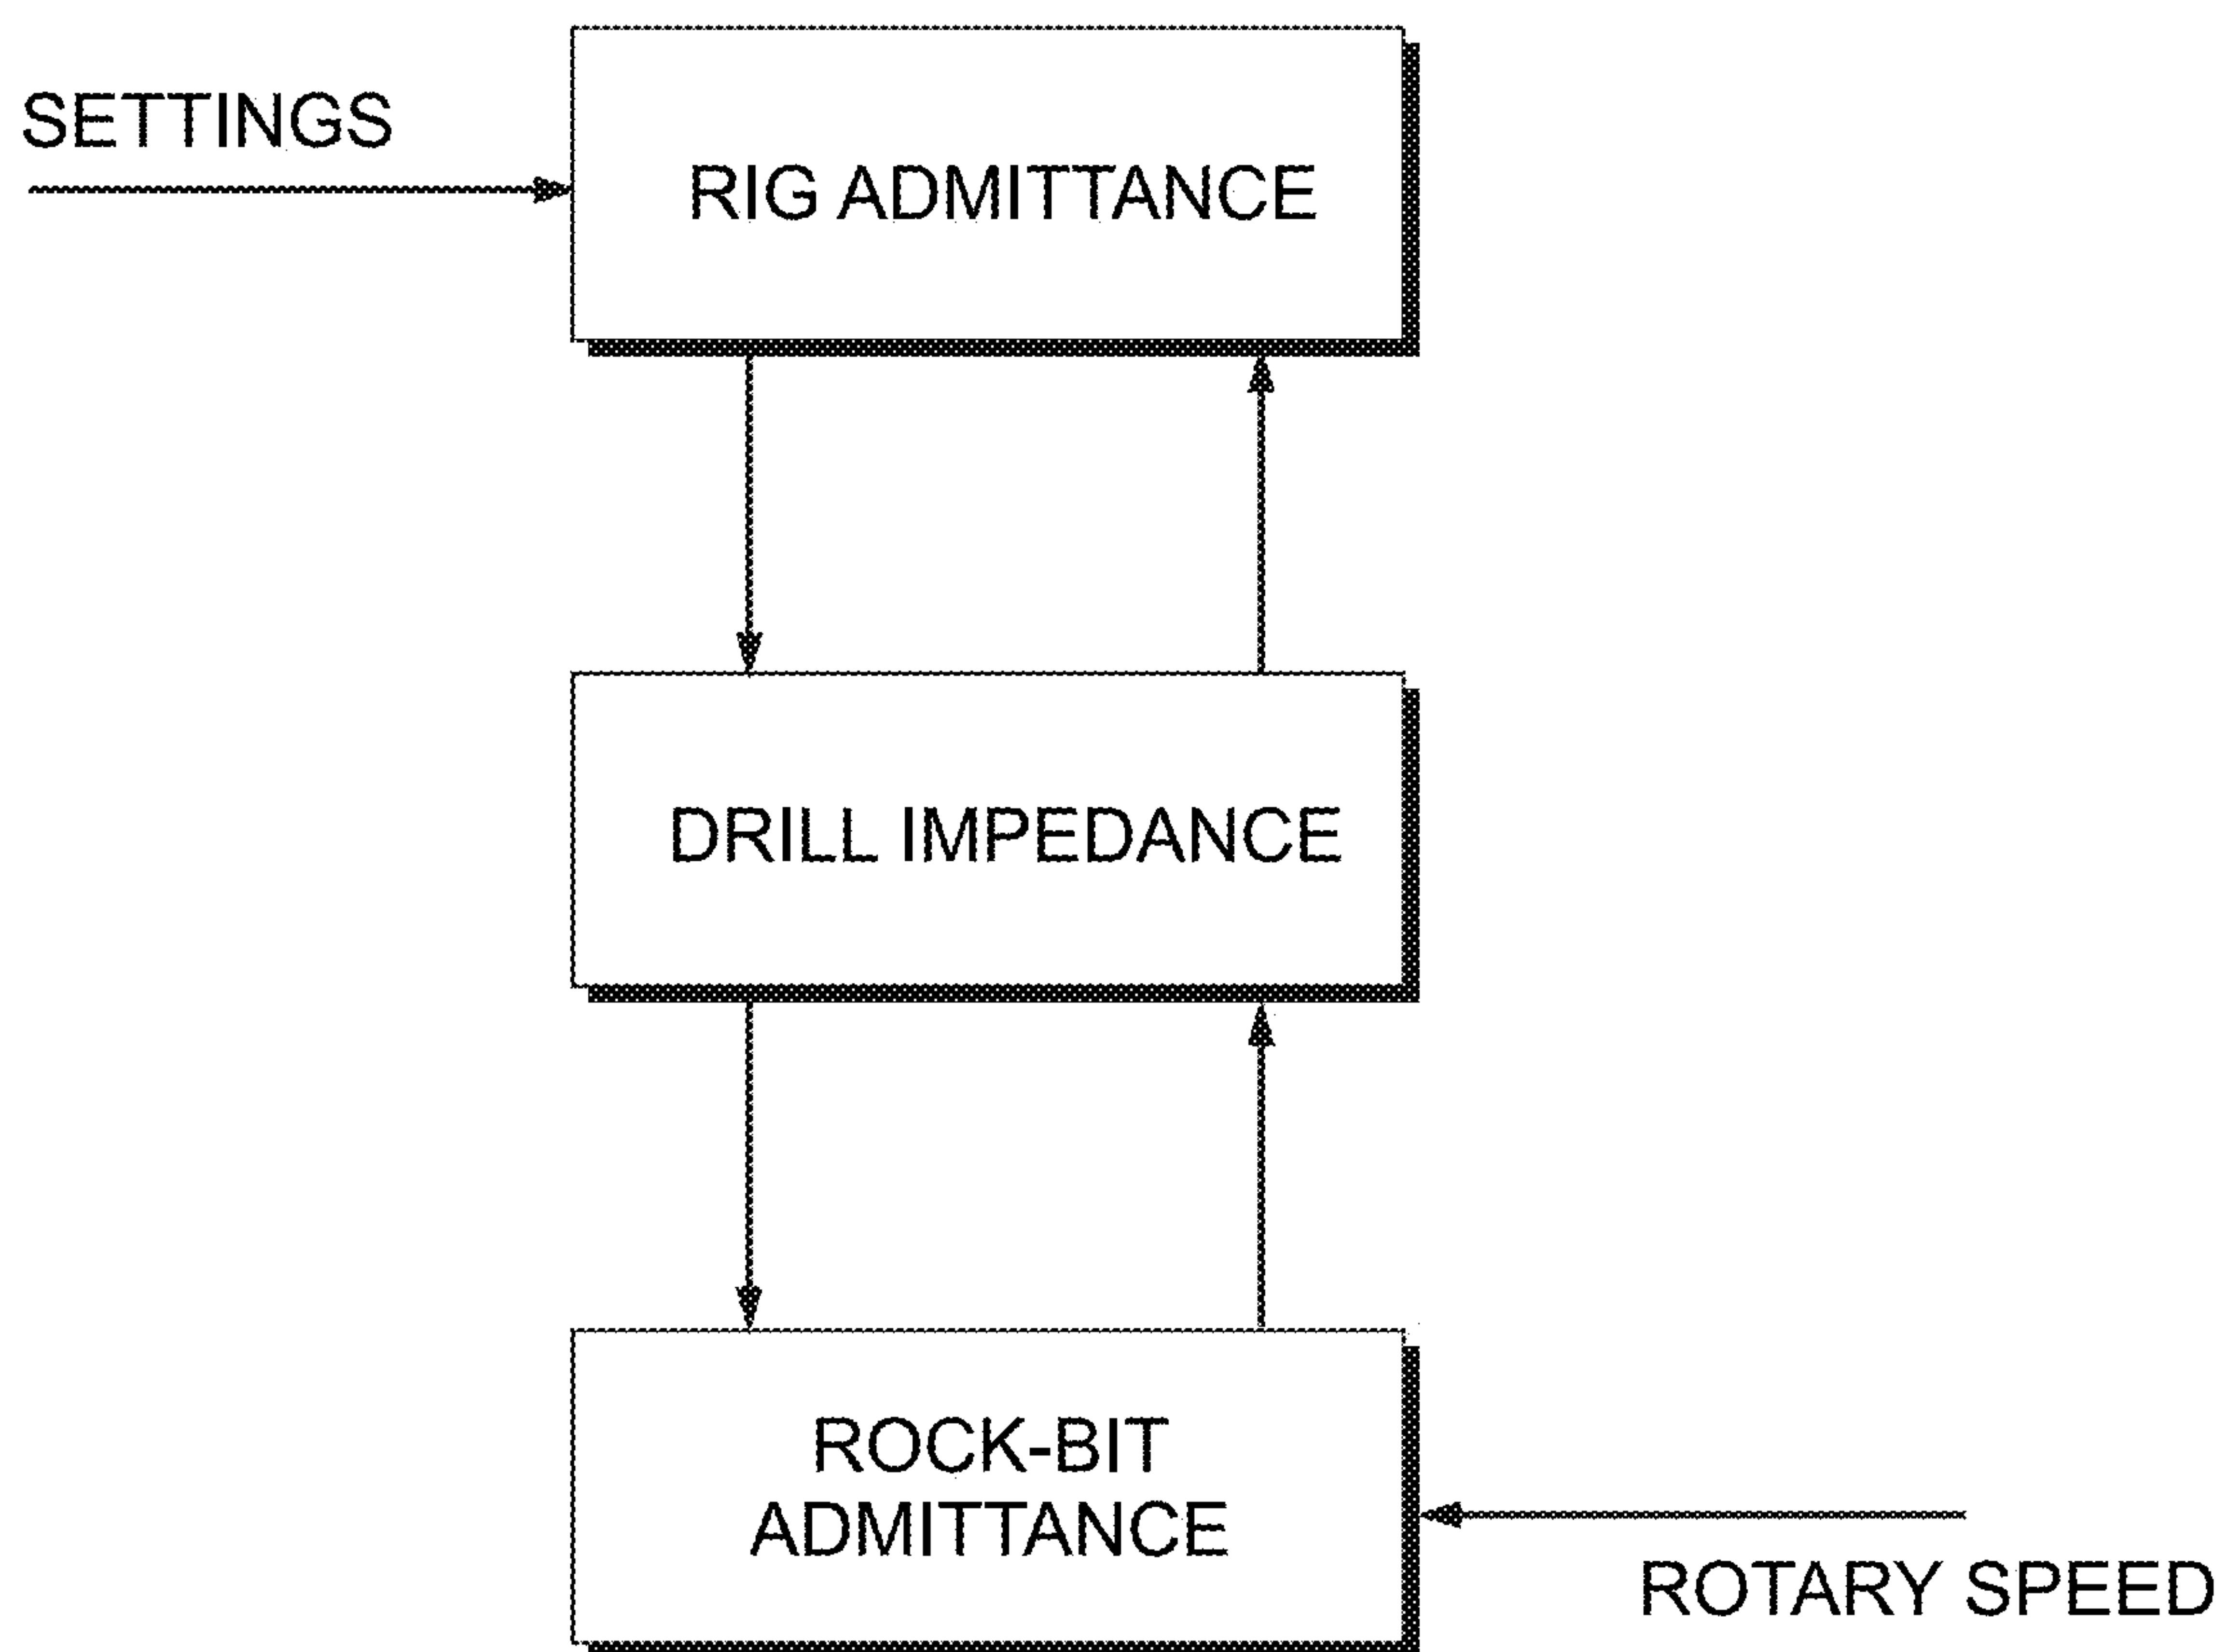 SETTINGS
RIG ADMITTANCE
DRILL IMPEDANCE
ROCK-BIT
ADMITTANCE
ROTARY SPEED